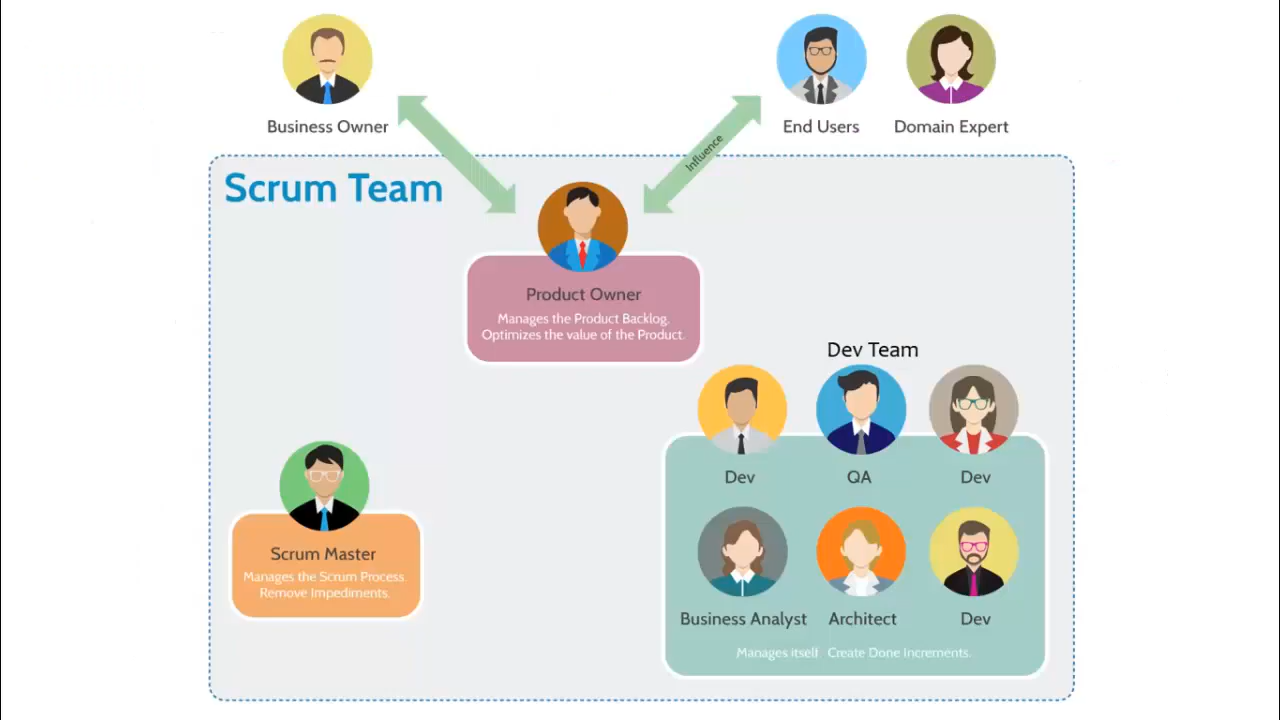 Business Owner
End Users
Domain Expert
Influence
Scrum Team
Product Owner
Manages the Product Backlog.
Optimizes the value of the Product.
Dev Team
Dev
QA
Dev
Scrum Master
Manages the Scrum Process
Remove Impediments.
Business Analyst
Architect
Dev
Manages itself Create Done Increments.